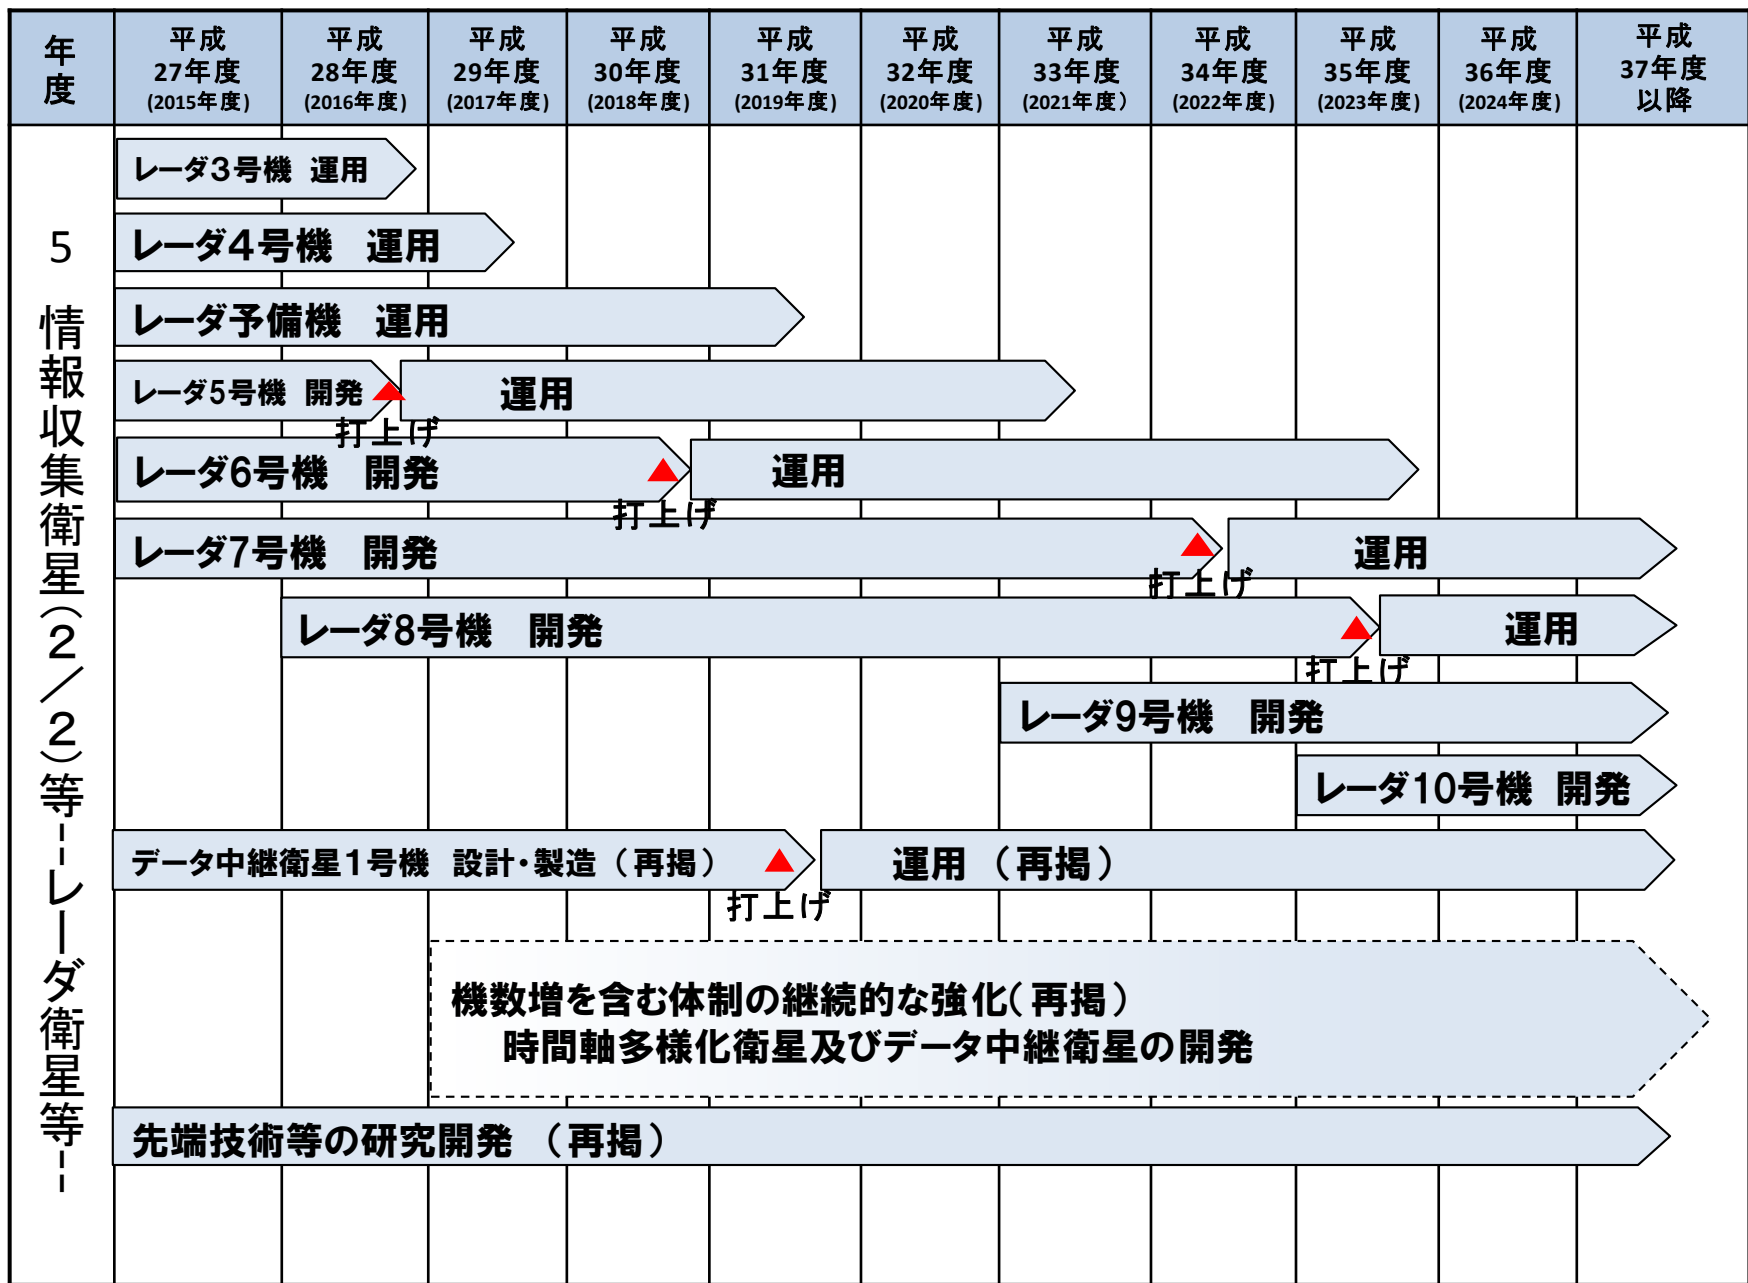 年度
平成
27年度
(2015年度)
平成
28年度
(2016年度)
平成
29年度
(2017年度)
平成
30年度
(2018年度)
平成
31年度
(2019年度)
平成
32年度
(2020年度)
平成
33年度
(2021年度）
平成
34年度
(2022年度)
平成
35年度
(2023年度)
平成
36年度
(2024年度)
平成
37年度
以降
5 情報収集衛星（２／２）等--レーダ衛星等--
レーダ３号機 運用
レーダ４号機 運用
レーダ予備機 運用
レーダ5号機 開発
運用
打上げ
レーダ6号機 開発
運用
打上げ
レーダ7号機 開発
運用
打上げ
レーダ8号機 開発
運用
打上げ
レーダ9号機 開発
レーダ10号機 開発
データ中継衛星１号機 設計・製造（再掲）
運用（再掲）
打上げ
機数増を含む体制の継続的な強化（再掲）
時間軸多様化衛星及びデータ中継衛星の開発
先端技術等の研究開発 （再掲）